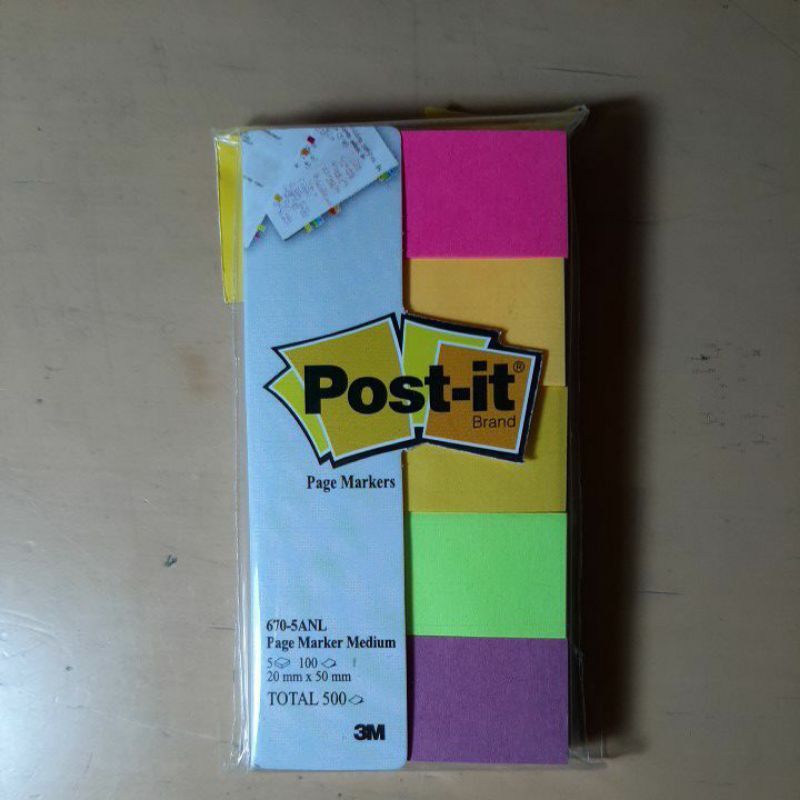 Post-it®
Brand
Page Markers
670-5ANL
Page Marker Medium
5 100
20 mm x 50 mm
TOTAL 500
3M